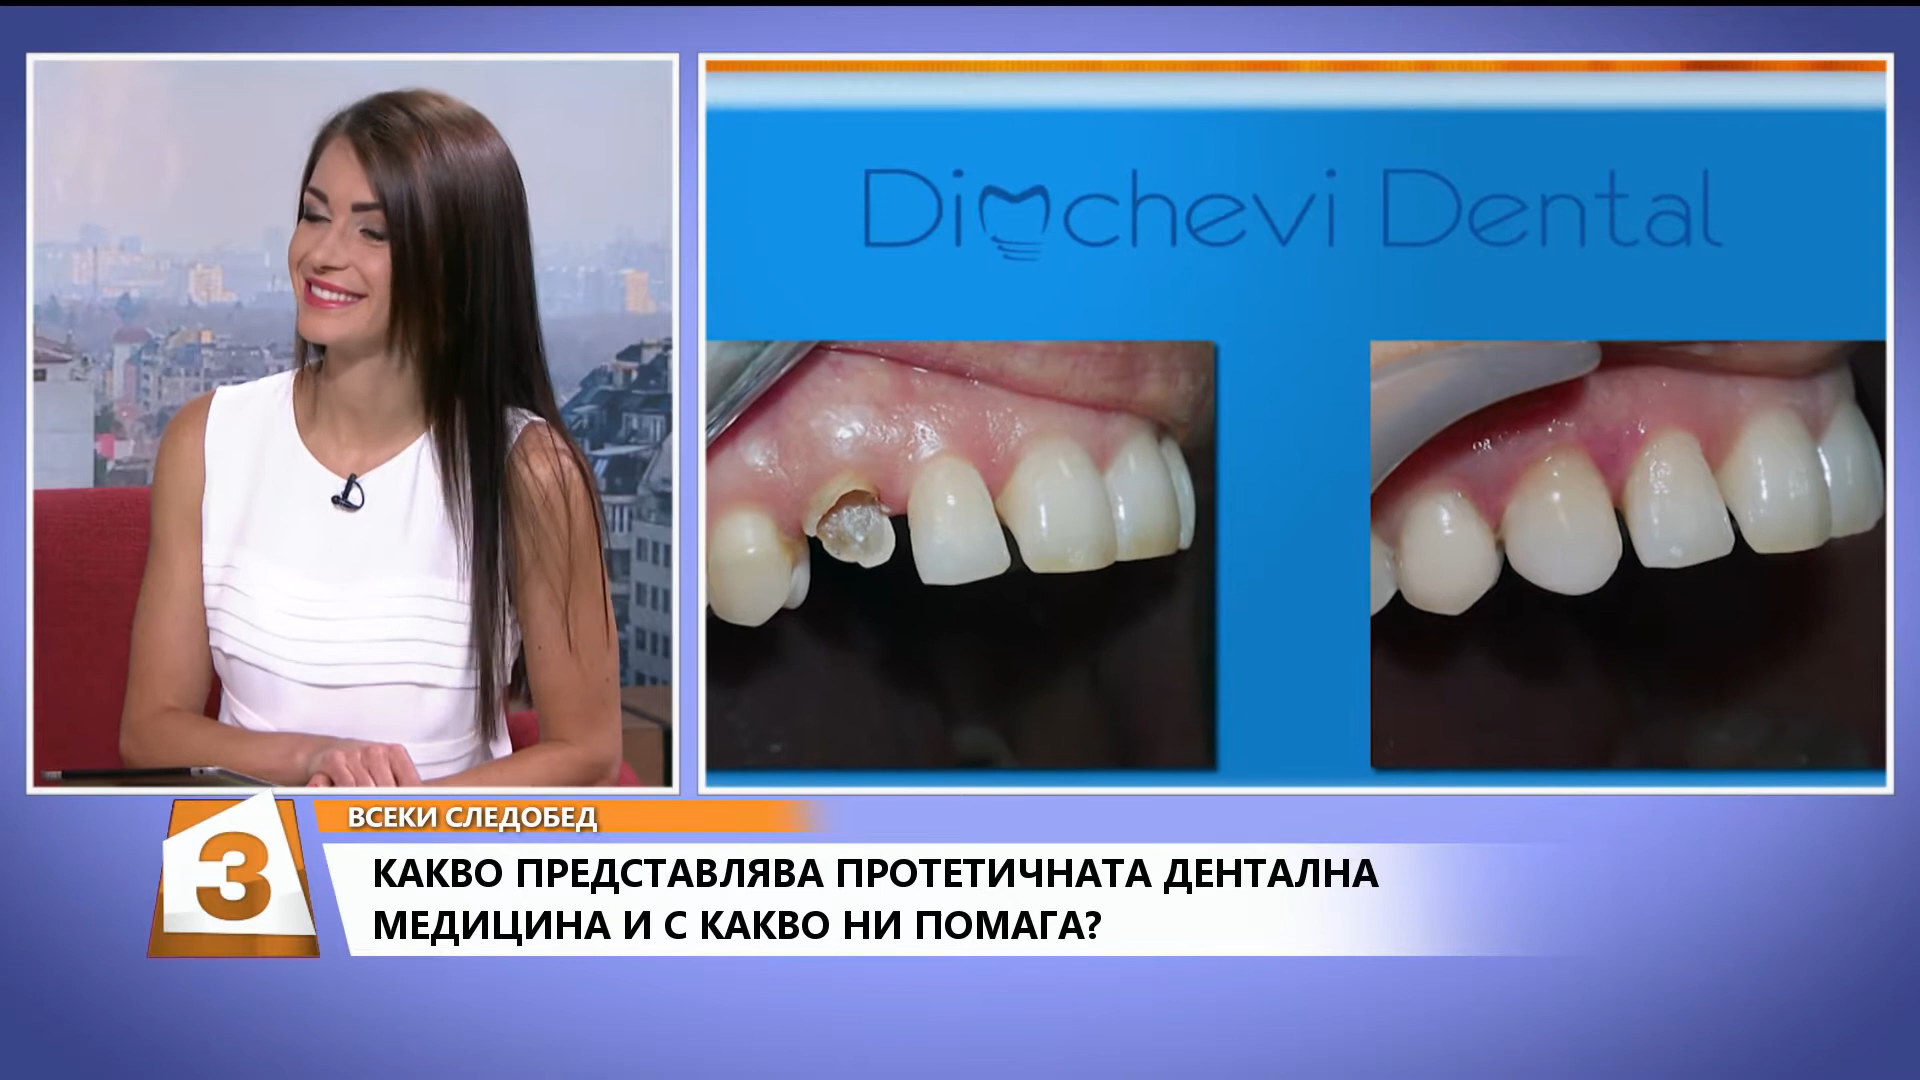 Dimchevi Dental
ВСЕКИ СЛЕДОБЕД
3
КАКВО ПРЕДСТАВЛЯВА ПРОТЕТИЧНАТА ДЕНТАЛНА
МЕДИЦИНА И С КАКВО НИ ПОМАГА?